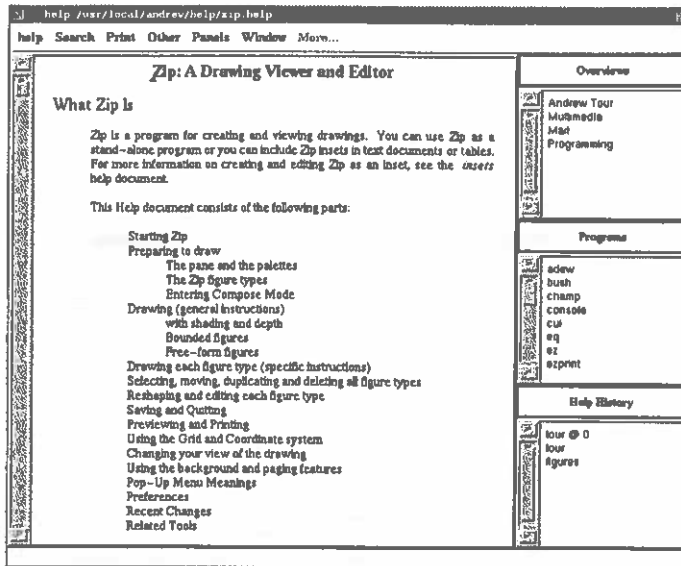 help /usr/local/andrew/help/zip.help
help Search Print Other Panels Window More...
Zip: A Drawing Viewer and Editor
What Zip Is
Zip is a program for creating and viewing drawings. You can use Zip as a
stand-alone program or you can include Zip insets in text documents or tables.
For more information on creating and editing Zip as an inset, see the insets
help document.
This Help document consists of the following parts:
Starting Zip
Preparing to draw
The pane and the palettes
The Zip figure types
Entering Compose Mode
Drawing (general instructions)
with shading and depth
Bounded figures
Free-form figures
Drawing each figure type (specific instructions)
Selecting, moving, duplicating and deleting all figure types
Reshaping and editing each figure type
Saving and Quitting
Previewing and Printing
Using the Grid and Coordinate system
Changing your view of the drawing
Using the background and paging features
Pop-Up Menu Meanings
Preferences
Recent Changes
Related Tools
Overviews
Andrew Tour
Multimedia
Mail
Programming
Programs
adew
bush
champ
console
cui
eq
ez
ezprint
Help History
tour @ 0
tour
figures